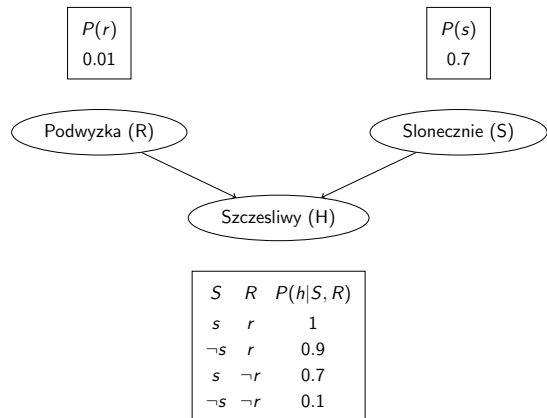 P(r) P(s)
0.01 0.7
Podwyzka (R) Slonecznie (S)
Szczesliwy (H)
S R P(h|S, R)
s r 1
¬s r 0.9
s ¬r 0.7
¬s ¬r 0.1